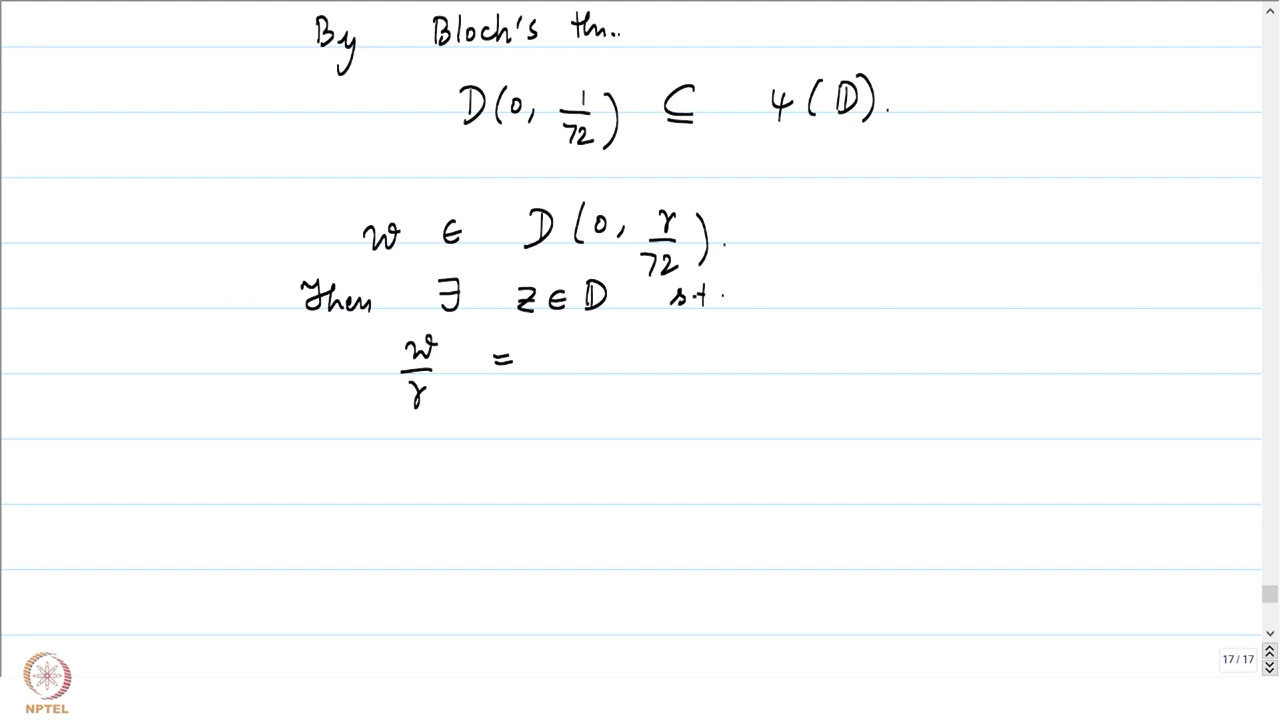 By Bloch's thm.
D(0, 1/72) ⊆ ψ(𝔻).
w ∈ D(0, r/72).
Then ∃ z ∈ 𝔻 s.t.
w/r =
17 / 17
NPTEL